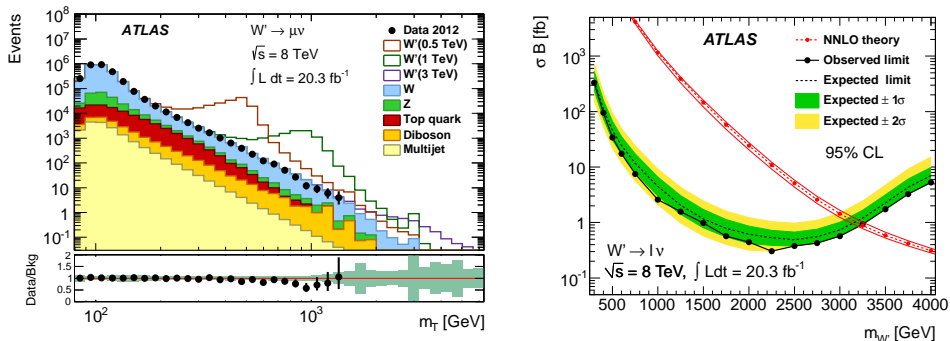 Events
10⁹
10⁸
10⁷
10⁶
10⁵
10⁴
10³
10²
10
1
10⁻¹
ATLAS
W' → μν
√s = 8 TeV
∫ L dt = 20.3 fb⁻¹
Data 2012
W'(0.5 TeV)
W'(1 TeV)
W'(3 TeV)
W
Z
Top quark
Diboson
Multijet
Data/Bkg
2
1.5
1
0.5
0
10²
10³
m_T [GeV]
σ B [fb]
10³
10²
10
1
10⁻¹
ATLAS
NNLO theory
Observed limit
Expected limit
Expected ± 1σ
Expected ± 2σ
95% CL
W' → l ν
√s = 8 TeV, ∫ Ldt = 20.3 fb⁻¹
500 1000 1500 2000 2500 3000 3500 4000
m_W' [GeV]